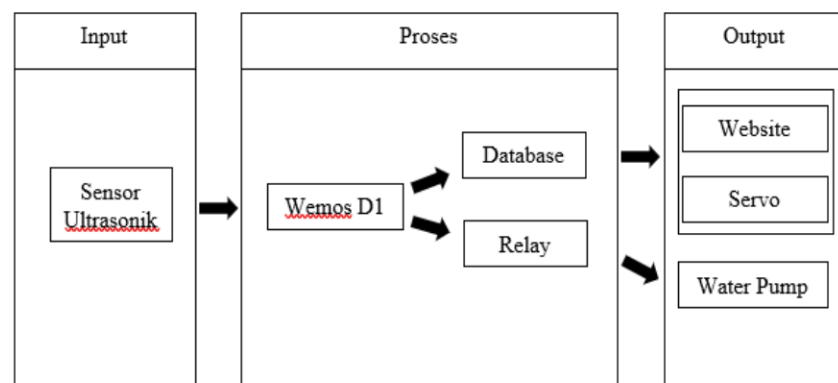 Input
Proses
Output
Sensor
Ultrasonik
Wemos D1
Database
Relay
Website
Servo
Water Pump